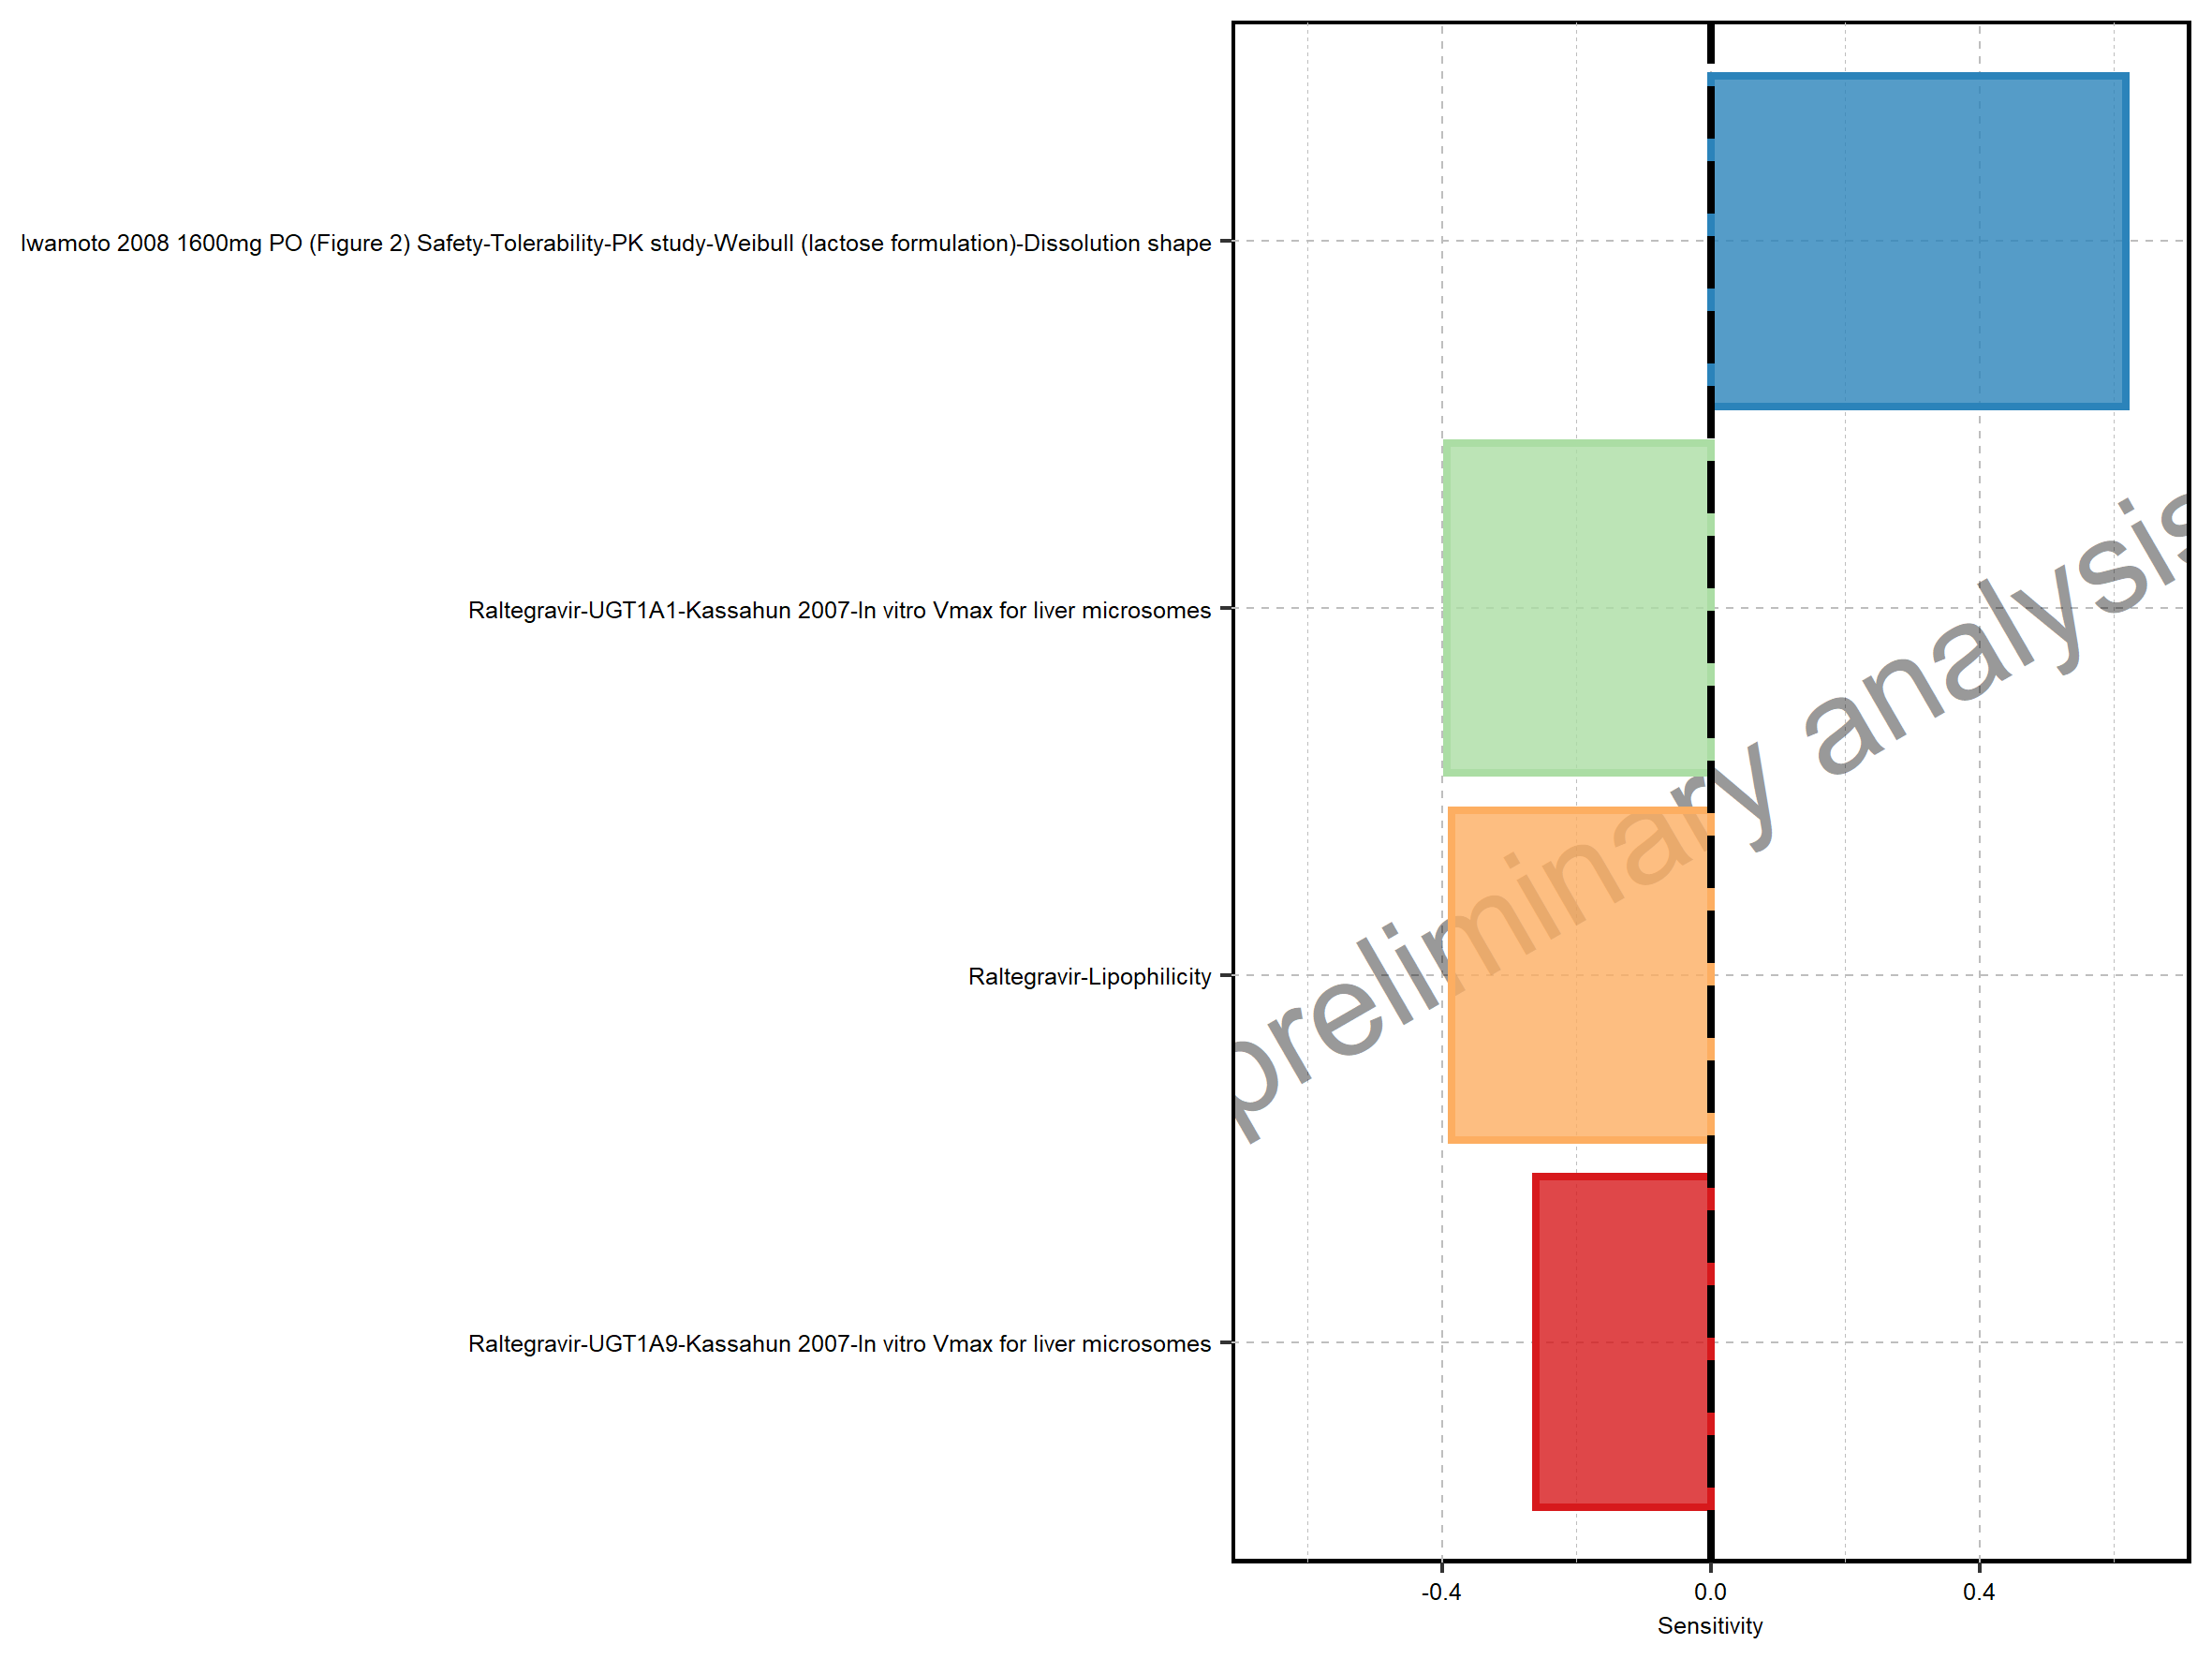 Iwamoto 2008 1600mg PO (Figure 2) Safety-Tolerability-PK study-Weibull (lactose formulation)-Dissolution shape
Raltegravir-UGT1A1-Kassahun 2007-In vitro Vmax for liver microsomes
Raltegravir-Lipophilicity
Raltegravir-UGT1A9-Kassahun 2007-In vitro Vmax for liver microsomes
preliminary analysis
-0.4 0.0 0.4
Sensitivity